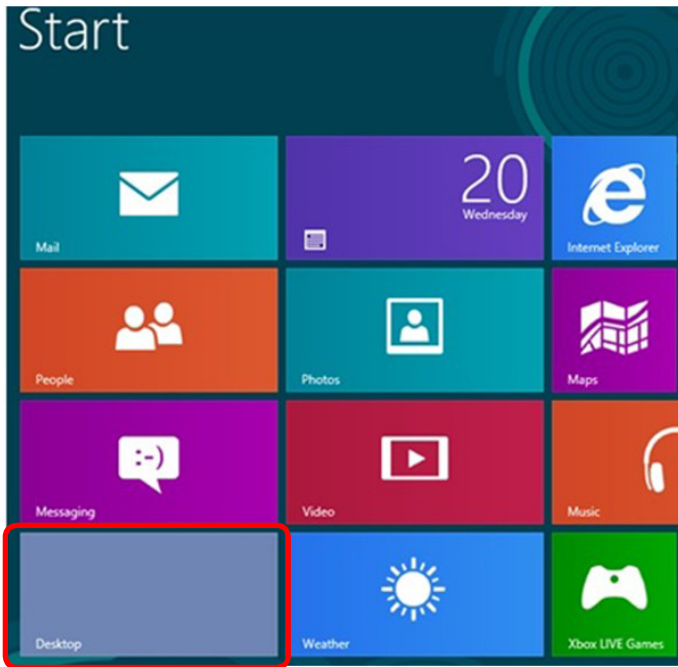 Start
Mail
20
Wednesday
Internet Explorer
People
Photos
Maps
:-)
Messaging
Video
Music
Desktop
Weather
Xbox LIVE Games